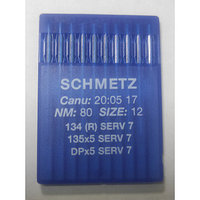 SCHMETZ
Canu: 20:05 17
NM: 80 SIZE: 12
134 (R) SERV 7
135x5 SERV 7
DPx5 SERV 7